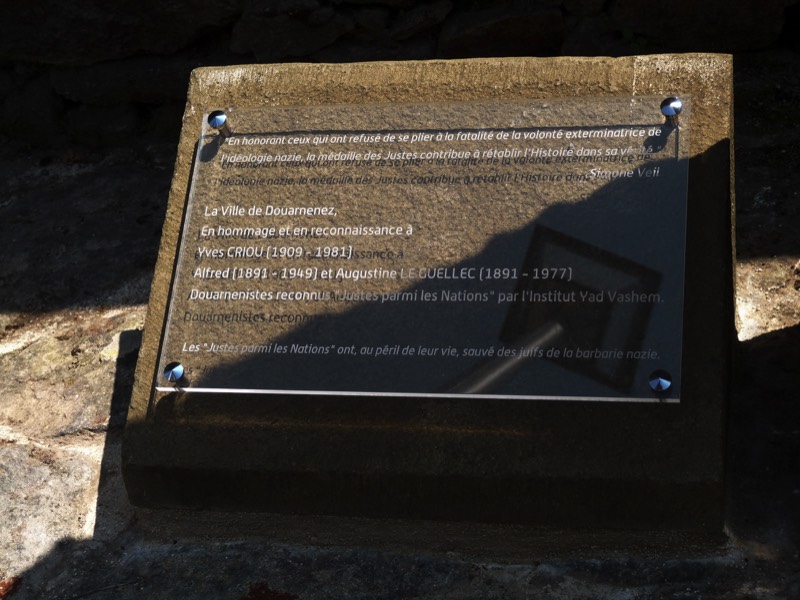 "En honorant ceux qui ont refusé de se plier à la fatalité de la volonté exterminatrice de
l'idéologie nazie, la médaille des Justes contribue à rétablir l'Histoire dans sa vérité."
Simone Veil
La Ville de Douarnenez,
En hommage et en reconnaissance à
Yves CRIOU (1909 - 1981)
Alfred (1891 - 1949) et Augustine LE GUELLEC (1891 - 1977)
Douarnenistes reconnus "Justes parmi les Nations" par l'Institut Yad Vashem.
Les "Justes parmi les Nations" ont, au péril de leur vie, sauvé des juifs de la barbarie nazie.